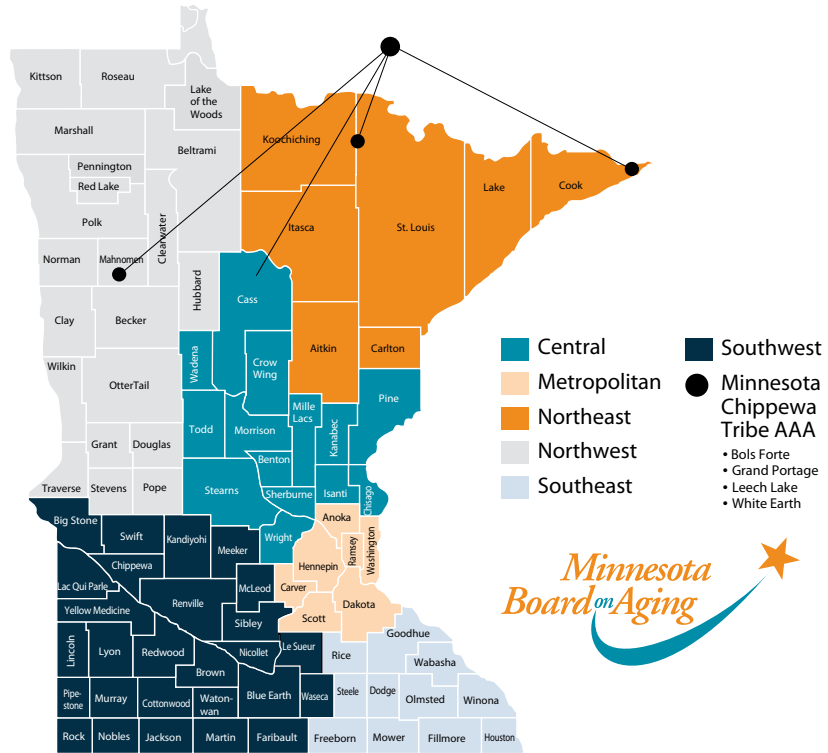 Kittson
Roseau
Lake
of the
Woods
Marshall
Koochiching
Beltrami
Pennington
Red Lake
Lake
Cook
Polk
Clearwater
Itasca
St. Louis
Norman
Mahnomen
Hubbard
Cass
Clay
Becker
Wadena
Crow
Wing
Aitkin
Carlton
Wilkin
OtterTail
Pine
Mille
Lacs
Todd
Morrison
Kanabec
Grant
Douglas
Benton
Traverse
Stevens
Pope
Stearns
Sherburne
Isanti
Chisago
Big Stone
Anoka
Swift
Kandiyohi
Meeker
Wright
Ramsey
Washington
Chippewa
Hennepin
Lac Qui Parle
McLeod
Carver
Yellow Medicine
Renville
Dakota
Sibley
Scott
Goodhue
Lincoln
Lyon
Redwood
Nicollet
Le Sueur
Rice
Wabasha
Brown
Pipe-
stone
Murray
Cottonwood
Waton-
wan
Blue Earth
Waseca
Steele
Dodge
Olmsted
Winona
Rock
Nobles
Jackson
Martin
Faribault
Freeborn
Mower
Fillmore
Houston
Central
Metropolitan
Northeast
Northwest
Southeast
Southwest
Minnesota
Chippewa
Tribe AAA
• Bols Forte
• Grand Portage
• Leech Lake
• White Earth
Minnesota
Board on Aging